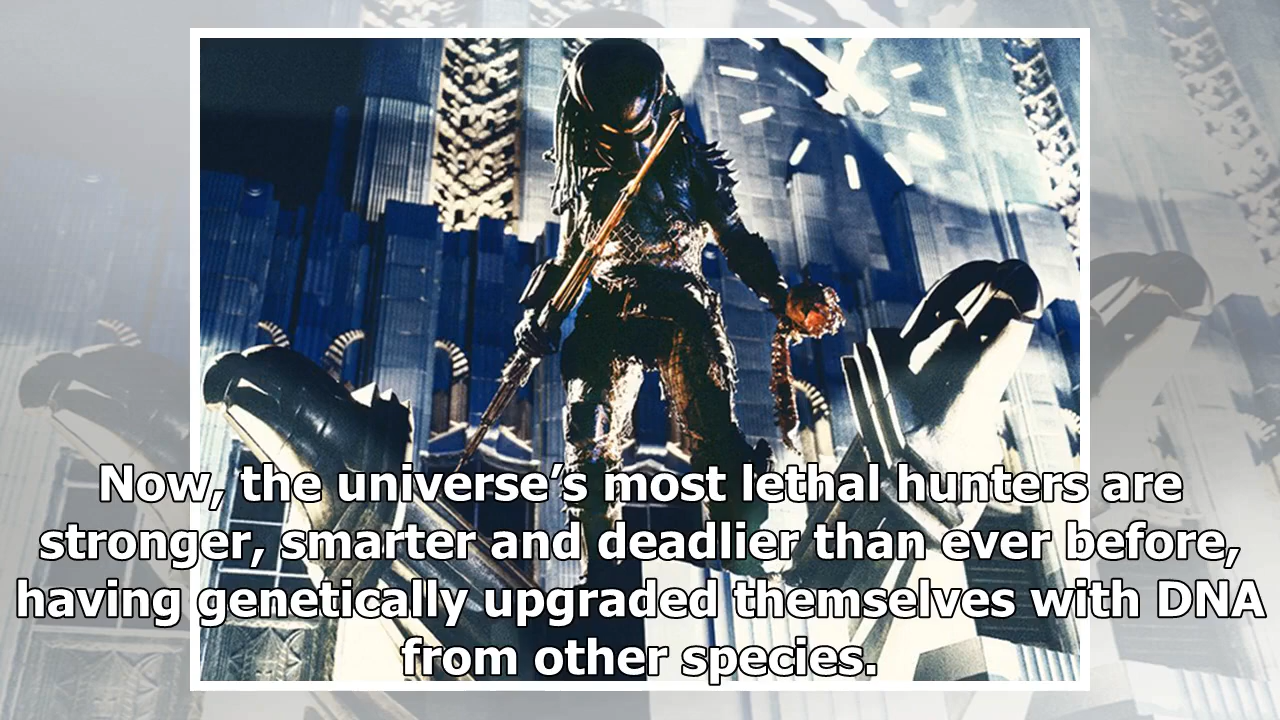 Now, the universe’s most lethal hunters are
stronger, smarter and deadlier than ever before,
having genetically upgraded themselves with DNA
from other species.